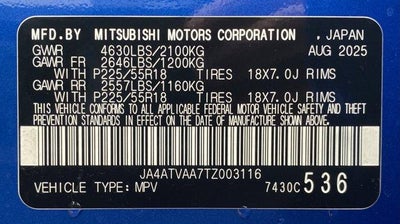 MFD.BY MITSUBISHI MOTORS CORPORATION , JAPAN
GVWR 4630LBS/2100KG AUG 2025
GAWR FR 2646LBS/1200KG
WITH P225/55R18 TIRES 18X7.0J RIMS
GAWR RR 2557LBS/1160KG
WITH P225/55R18 TIRES 18X7.0J RIMS
THIS VEHICLE CONFORMS TO ALL APPLICABLE FEDERAL MOTOR VEHICLE SAFETY AND THEFT
PREVENTION STANDARDS IN EFFECT ON THE DATE OF MANUFACTURE SHOWN ABOVE.
JA4ATVAA7TZ003116
VEHICLE TYPE: MPV 7430C 536